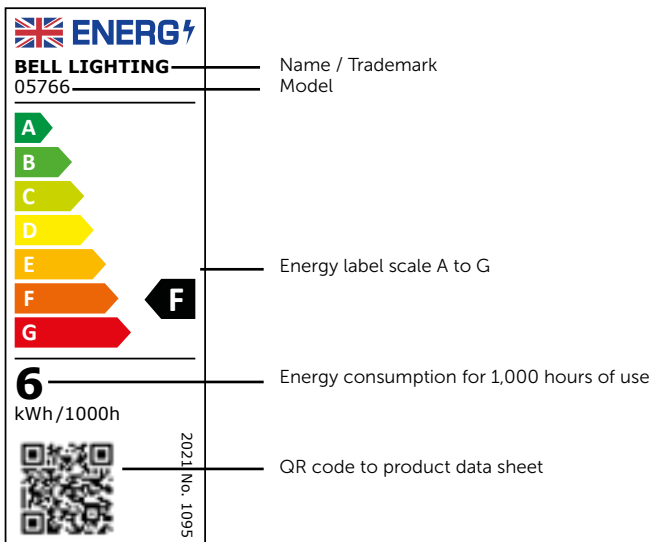 ENERG
BELL LIGHTING
Name / Trademark
05766
Model
A
B
C
D
E
Energy label scale A to G
F
F
G
6
Energy consumption for 1,000 hours of use
kWh/1000h
2021 No. 1095
QR code to product data sheet